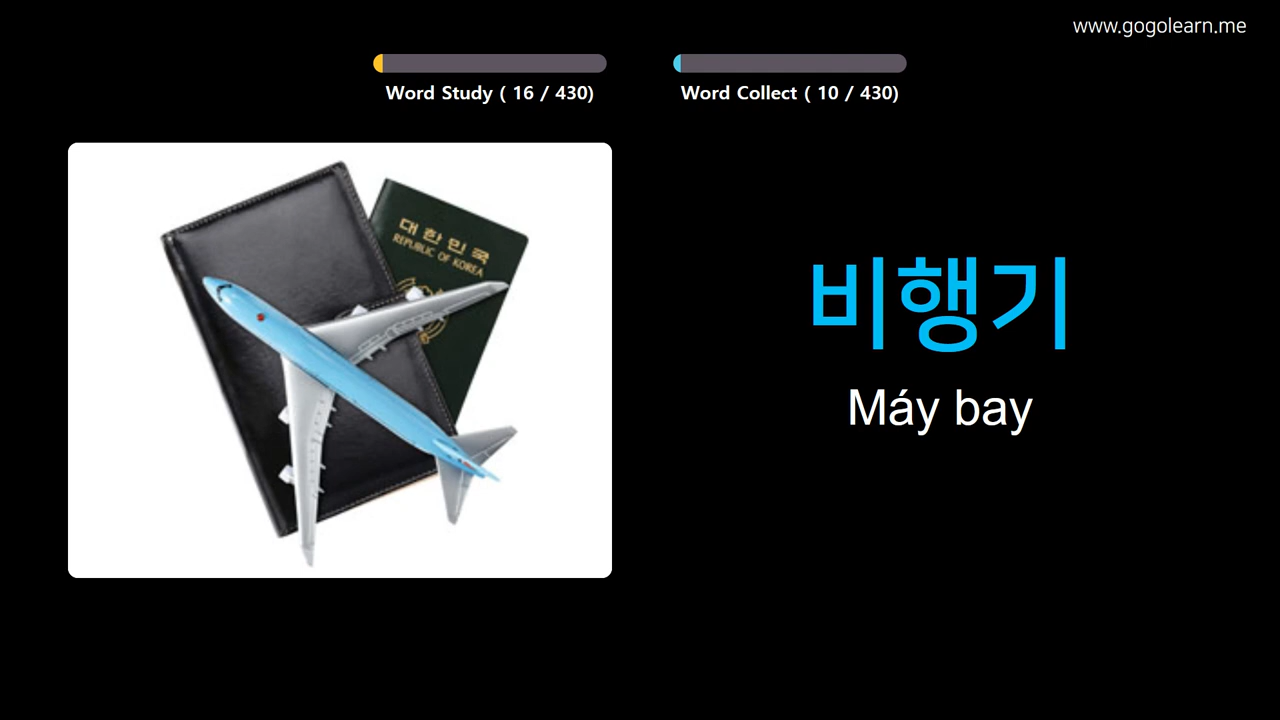 www.gogolearn.me
Word Study ( 16 / 430)
Word Collect ( 10 / 430)
대한민국
REPUBLIC OF KOREA
비행기
Máy bay